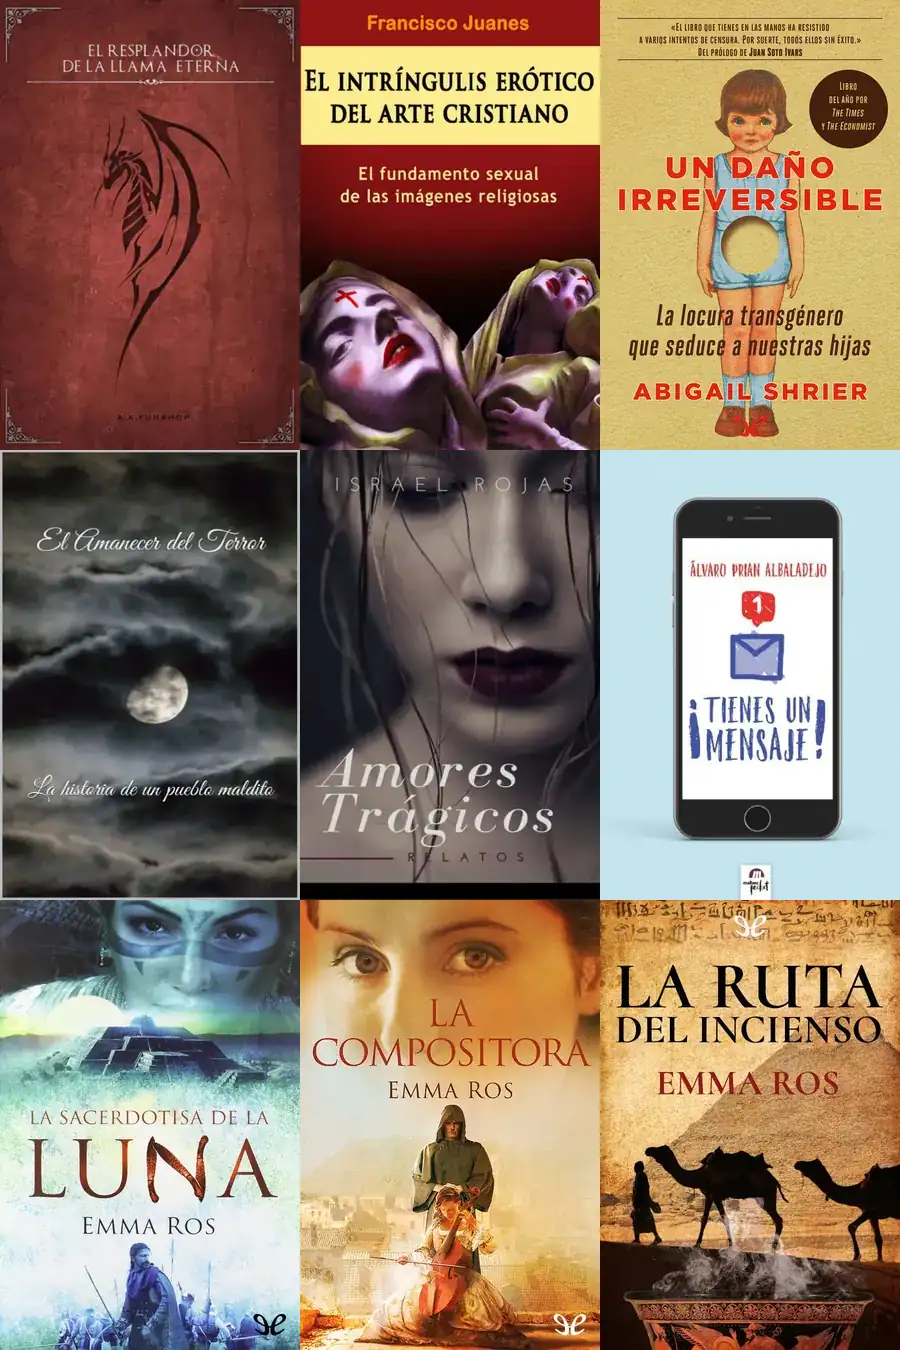 EL RESPLANDOR
DE LA LLAMA ETERNA
A.A. FUMSHOP
Francisco Juanes
EL INTRÍNGULIS ERÓTICO
DEL ARTE CRISTIANO
El fundamento sexual
de las imágenes religiosas
«EL LIBRO QUE TIENES EN LAS MANOS HA RESISTIDO
A VARIOS INTENTOS DE CENSURA. POR SUERTE, TODOS ELLOS SIN ÉXITO.»
DEL PRÓLOGO DE JUAN SOTO IVARS
LIBRO
DEL AÑO POR
THE TIMES
Y THE ECONOMIST
UN DAÑO
IRREVERSIBLE
La locura transgénero
que seduce a nuestras hijas
ABIGAIL SHRIER
El Amanecer del Terror
La historia de un pueblo maldito
ISRAEL ROJAS
Amores
Trágicos
RELATOS
ÁLVARO PRIAN ALBALADEJO
1
¡TIENES UN
MENSAJE!
pocket
LA SACERDOTISA DE LA
LUNA
EMMA ROS
LA
COMPOSITORA
EMMA ROS
LA RUTA
DEL INCIENSO
EMMA ROS